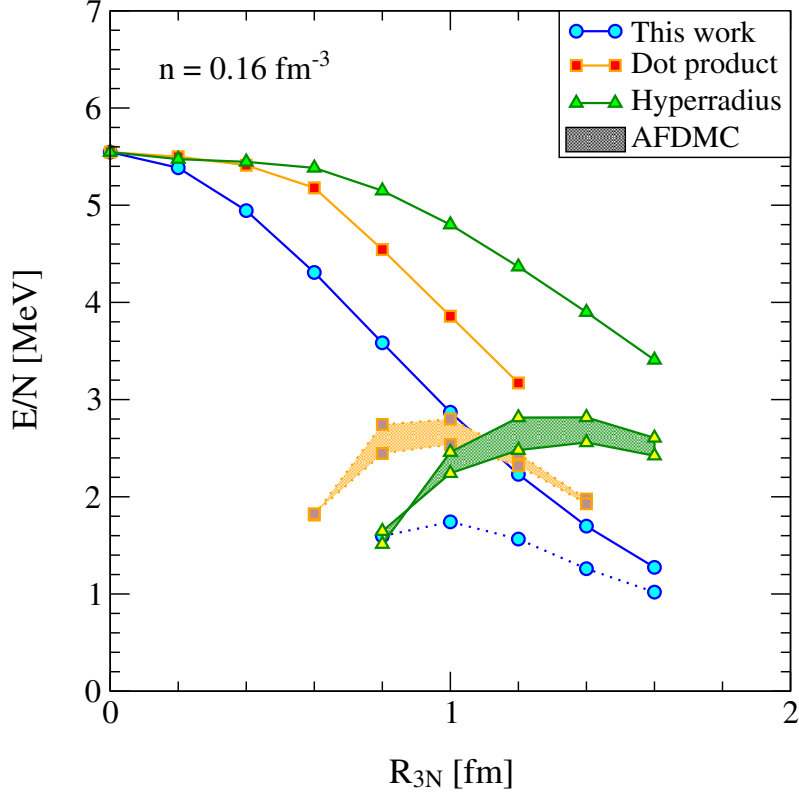 7
6
5
4
3
2
1
0
E/N [MeV]
n = 0.16 fm⁻³
This work
Dot product
Hyperradius
AFDMC
0
1
2
R₃N [fm]